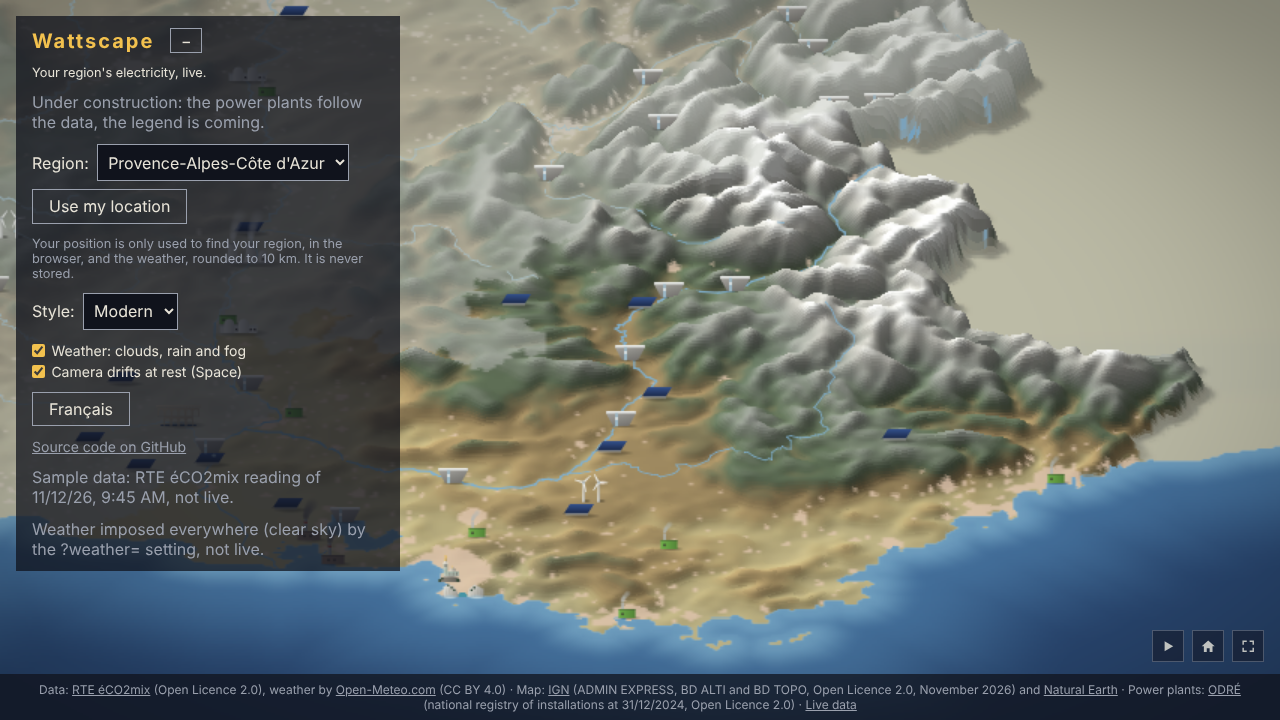 Wattscape –
Your region's electricity, live.
Under construction: the power plants follow
the data, the legend is coming.
Region: Provence-Alpes-Côte d'Azur
Use my location
Your position is only used to find your region, in the
browser, and the weather, rounded to 10 km. It is never
stored.
Style: Modern
Weather: clouds, rain and fog
Camera drifts at rest (Space)
Français
Source code on GitHub
Sample data: RTE éCO2mix reading of
11/12/26, 9:45 AM, not live.
Weather imposed everywhere (clear sky) by
the ?weather= setting, not live.
Data: RTE éCO2mix (Open Licence 2.0), weather by Open-Meteo.com (CC BY 4.0) · Map: IGN (ADMIN EXPRESS, BD ALTI and BD TOPO, Open Licence 2.0, November 2026) and Natural Earth · Power plants: ODRÉ
(national registry of installations at 31/12/2024, Open Licence 2.0) · Live data